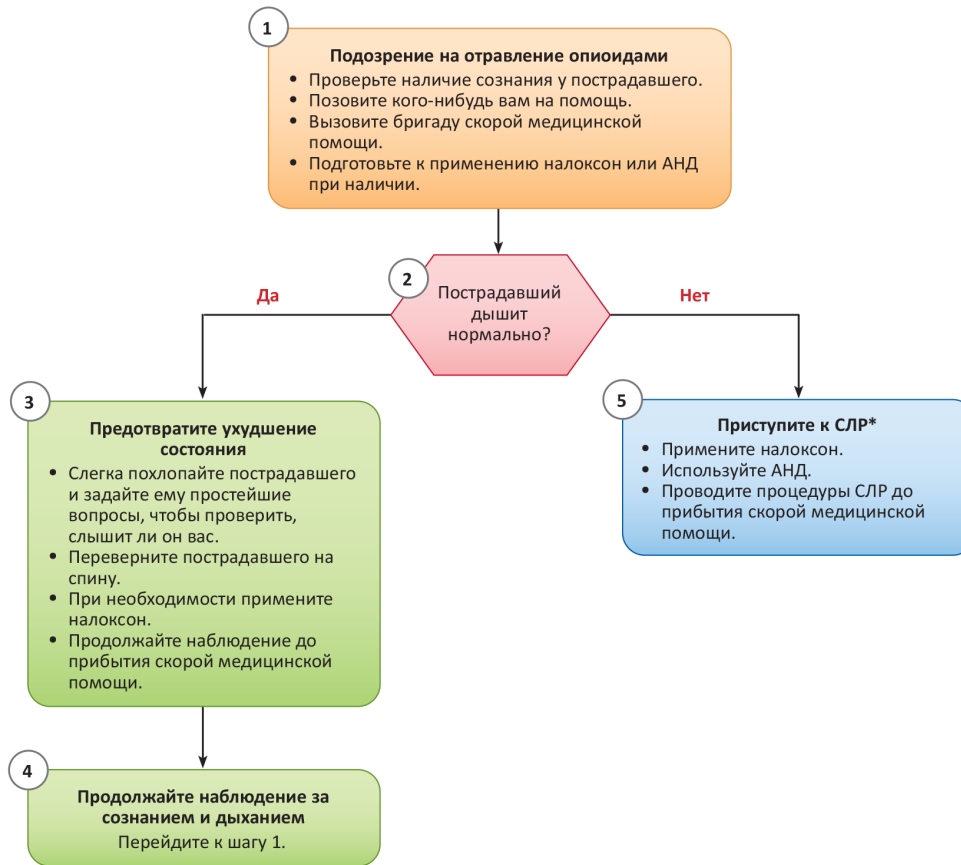 1
Подозрение на отравление опиоидами
• Проверьте наличие сознания у пострадавшего.
• Позовите кого-нибудь вам на помощь.
• Вызовите бригаду скорой медицинской
помощи.
• Подготовьте к применению налоксон или АНД
при наличии.
2
Пострадавший
дышит
нормально?
Да
Нет
3
Предотвратите ухудшение
состояния
• Слегка похлопайте пострадавшего
и задайте ему простейшие
вопросы, чтобы проверить,
слышит ли он вас.
• Переверните пострадавшего на
спину.
• При необходимости примените
налоксон.
• Продолжайте наблюдение до
прибытия скорой медицинской
помощи.
4
Продолжайте наблюдение за
сознанием и дыханием
Перейдите к шагу 1.
5
Приступите к СЛР*
• Примените налоксон.
• Используйте АНД.
• Проводите процедуры СЛР до
прибытия скорой медицинской
помощи.